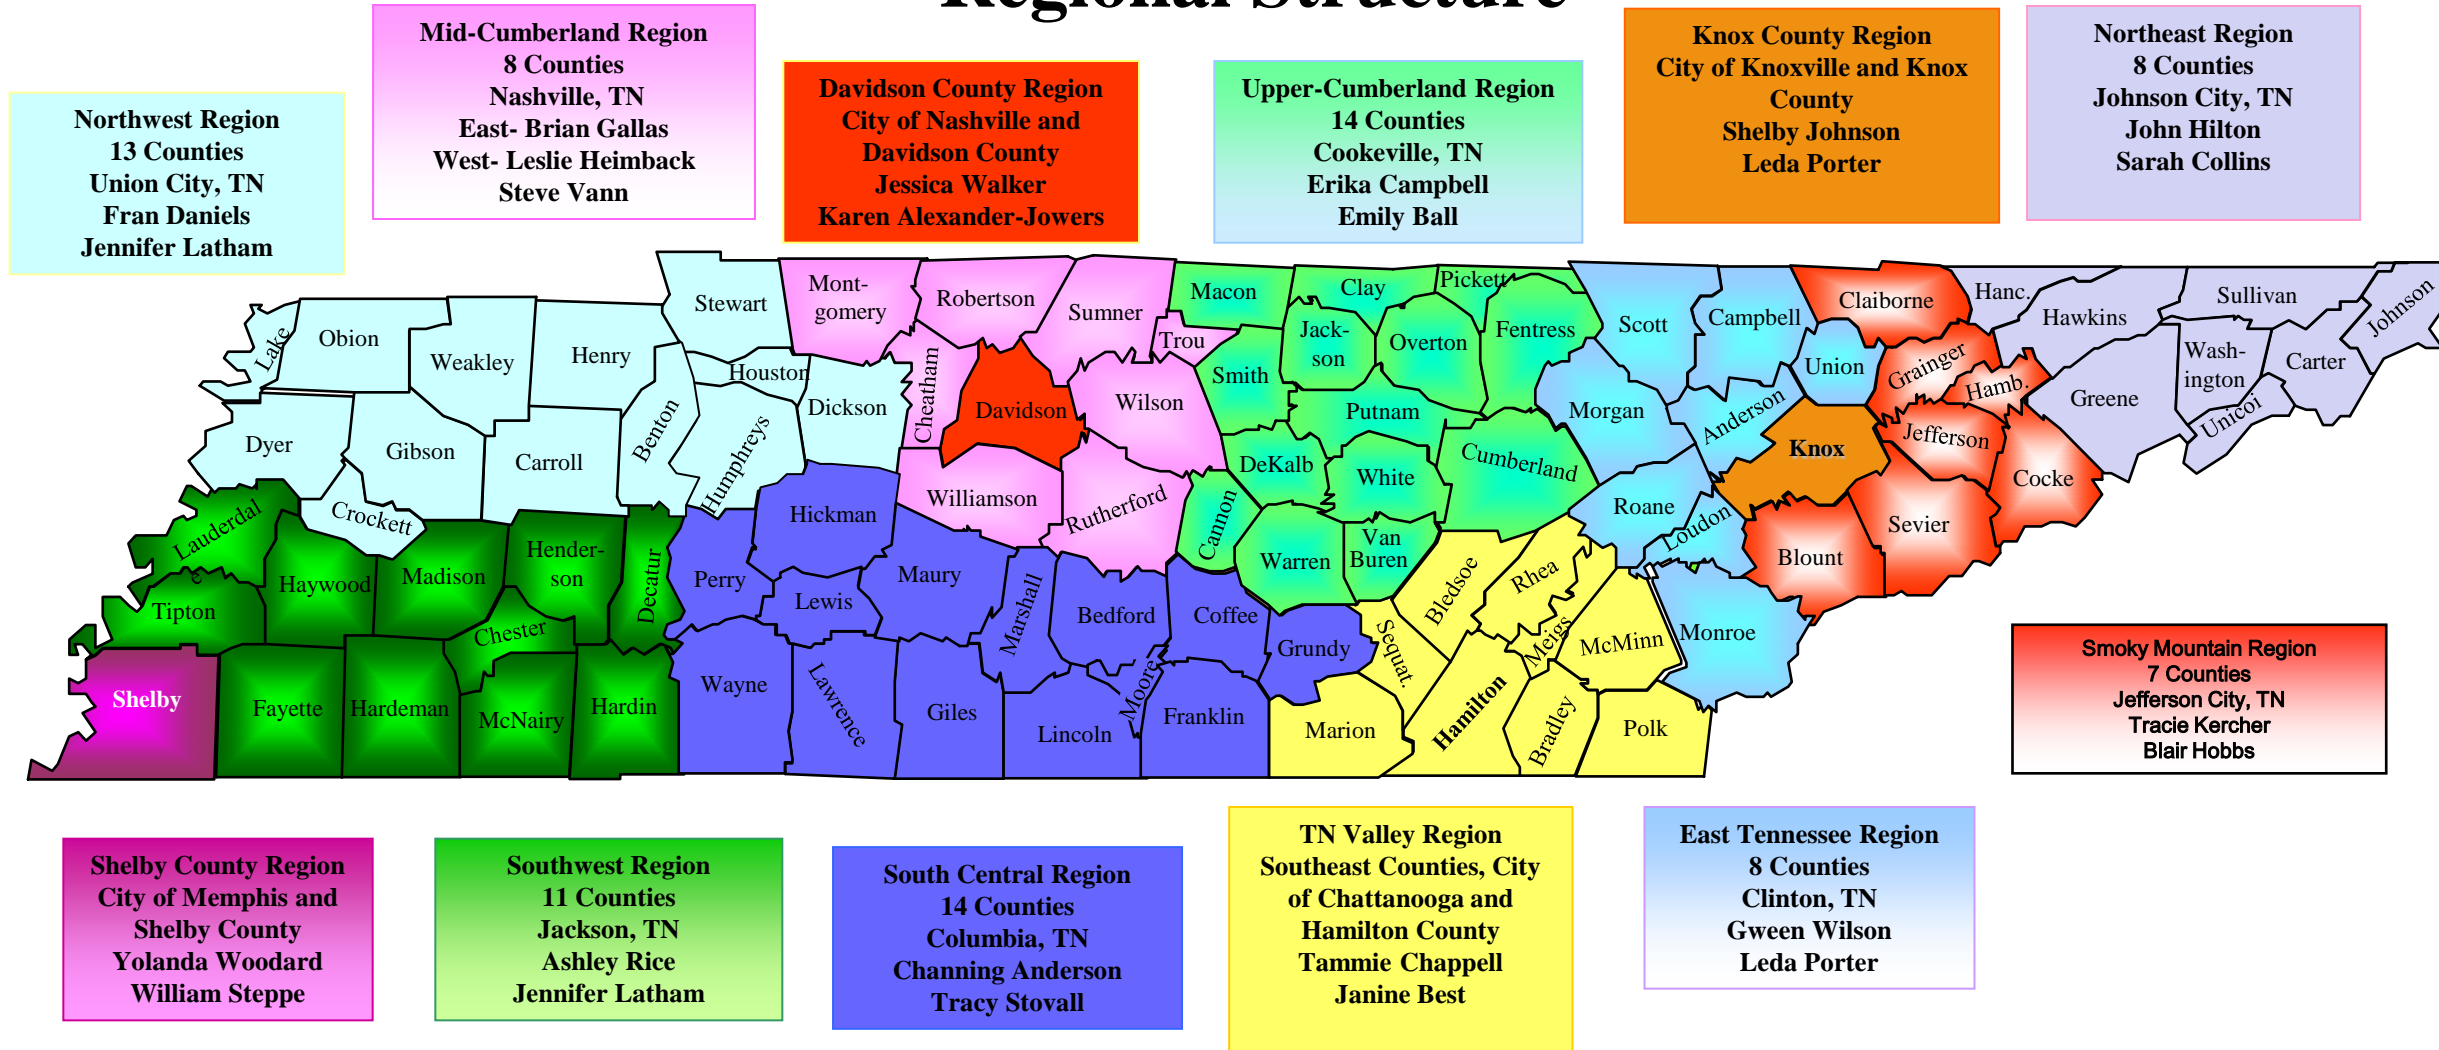 Regional Structure
Mid-Cumberland Region
8 Counties
Nashville, TN
East- Brian Gallas
West- Leslie Heimback
Steve Vann
Knox County Region
City of Knoxville and Knox
County
Shelby Johnson
Leda Porter
Northeast Region
8 Counties
Johnson City, TN
John Hilton
Sarah Collins
Northwest Region
13 Counties
Union City, TN
Fran Daniels
Jennifer Latham
Davidson County Region
City of Nashville and
Davidson County
Jessica Walker
Karen Alexander-Jowers
Upper-Cumberland Region
14 Counties
Cookeville, TN
Erika Campbell
Emily Ball
Lake
Obion
Weakley
Henry
Stewart
Houston
Mont-
gomery
Robertson
Sumner
Trou
Macon
Clay
Pickett
Jack-
son
Overton
Fentress
Scott
Campbell
Claiborne
Hanc.
Hawkins
Sullivan
Johnson
Dyer
Gibson
Carroll
Benton
Humphreys
Dickson
Cheatham
Davidson
Wilson
Smith
Putnam
Morgan
Anderson
Union
Grainger
Hamb.
Greene
Wash-
ington
Carter
Unicoi
Crockett
Hickman
Williamson
Rutherford
DeKalb
White
Cumberland
Knox
Jefferson
Cocke
Lauderdal
e
Haywood
Madison
Hender-
son
Decatur
Perry
Lewis
Maury
Marshall
Bedford
Coffee
Cannon
Warren
Van
Buren
Bledsoe
Rhea
Roane
Loudon
Blount
Sevier
Tipton
Chester
Grundy
Sequat.
Meigs
McMinn
Monroe
Shelby
Fayette
Hardeman
McNairy
Hardin
Wayne
Lawrence
Giles
Lincoln
Moore
Franklin
Marion
Hamilton
Bradley
Polk
Smoky Mountain Region
7 Counties
Jefferson City, TN
Tracie Kercher
Blair Hobbs
Shelby County Region
City of Memphis and
Shelby County
Yolanda Woodard
William Steppe
Southwest Region
11 Counties
Jackson, TN
Ashley Rice
Jennifer Latham
South Central Region
14 Counties
Columbia, TN
Channing Anderson
Tracy Stovall
TN Valley Region
Southeast Counties, City
of Chattanooga and
Hamilton County
Tammie Chappell
Janine Best
East Tennessee Region
8 Counties
Clinton, TN
Gween Wilson
Leda Porter